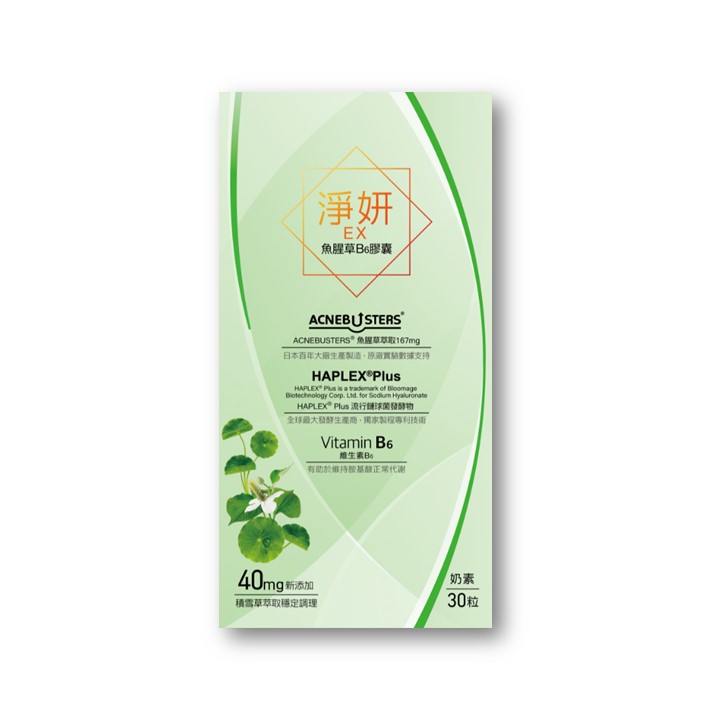 淨妍
EX
魚腥草B6膠囊
ACNEBUSTERS®
ACNEBUSTERS® 魚腥草萃取167mg
日本百年大廠生產製造，原廠實驗數據支持
HAPLEX®Plus
HAPLEX® Plus is a trademark of Bloomage
Biotechnology Corp. Ltd. for Sodium Hyaluronate
HAPLEX® Plus 流行鏈球菌發酵物
全球最大發酵生產商，獨家製程專利技術
Vitamin B6
維生素B6
有助於維持胺基酸正常代謝
40mg新添加
積雪草萃取穩定調理
奶素
30粒